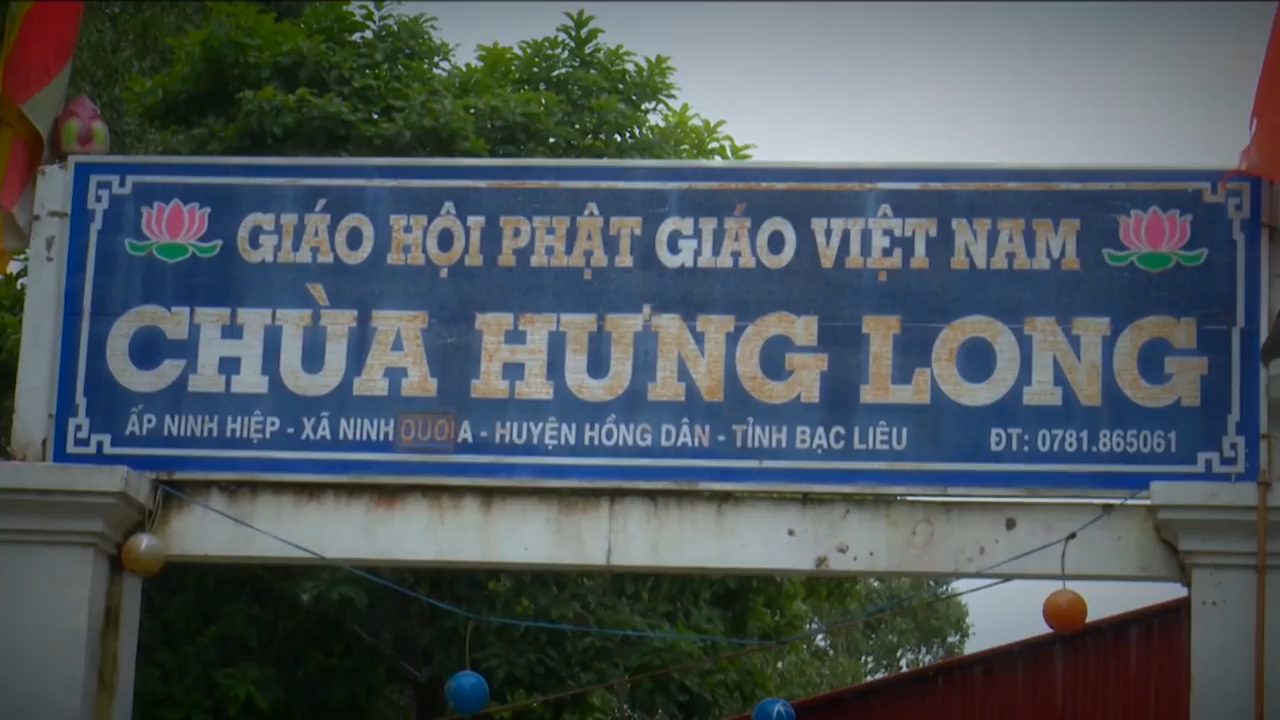 GIÁO HỘI PHẬT GIÁO VIỆT NAM
CHÙA HƯNG LONG
ẤP NINH HIỆP - XÃ NINH QUỚI A - HUYỆN HỒNG DÂN - TỈNH BẠC LIÊU ĐT: 0781.865061